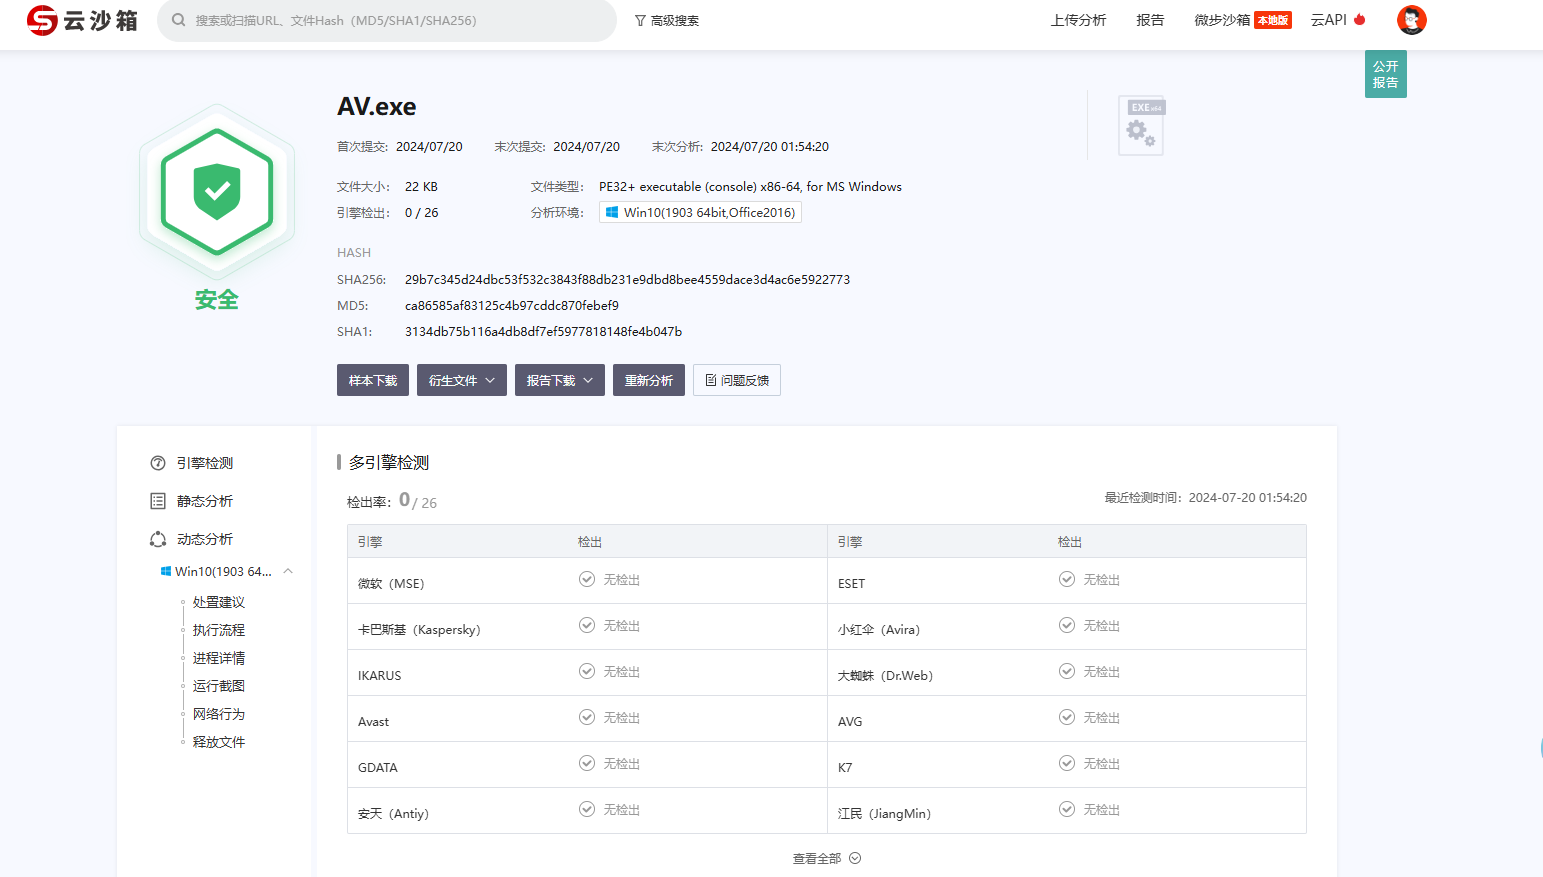 云沙箱
搜索或扫描URL、文件Hash（MD5/SHA1/SHA256）
高级搜索
上传分析
报告
微步沙箱 本地版
云API
公开
报告
AV.exe
EXE x64
首次提交: 2024/07/20 末次提交: 2024/07/20 末次分析: 2024/07/20 01:54:20
文件大小: 22 KB 文件类型: PE32+ executable (console) x86-64, for MS Windows
引擎检出: 0 / 26 分析环境: Win10(1903 64bit,Office2016)
安全
HASH
SHA256: 29b7c345d24dbc53f532c3843f88db231e9dbd8bee4559dace3d4ac6e5922773
MD5: ca86585af83125c4b97cddc870febef9
SHA1: 3134db75b116a4db8df7ef5977818148fe4b047b
样本下载 衍生文件 报告下载 重新分析 问题反馈
引擎检测
静态分析
动态分析
Win10(1903 64...
处置建议
执行流程
进程详情
运行截图
网络行为
释放文件
多引擎检测
检出率: 0 / 26
最近检测时间: 2024-07-20 01:54:20
引擎 检出 引擎 检出
微软（MSE） 无检出 ESET 无检出
卡巴斯基（Kaspersky） 无检出 小红伞（Avira） 无检出
IKARUS 无检出 大蜘蛛（Dr.Web） 无检出
Avast 无检出 AVG 无检出
GDATA 无检出 K7 无检出
安天（Antiy） 无检出 江民（JiangMin） 无检出
查看全部